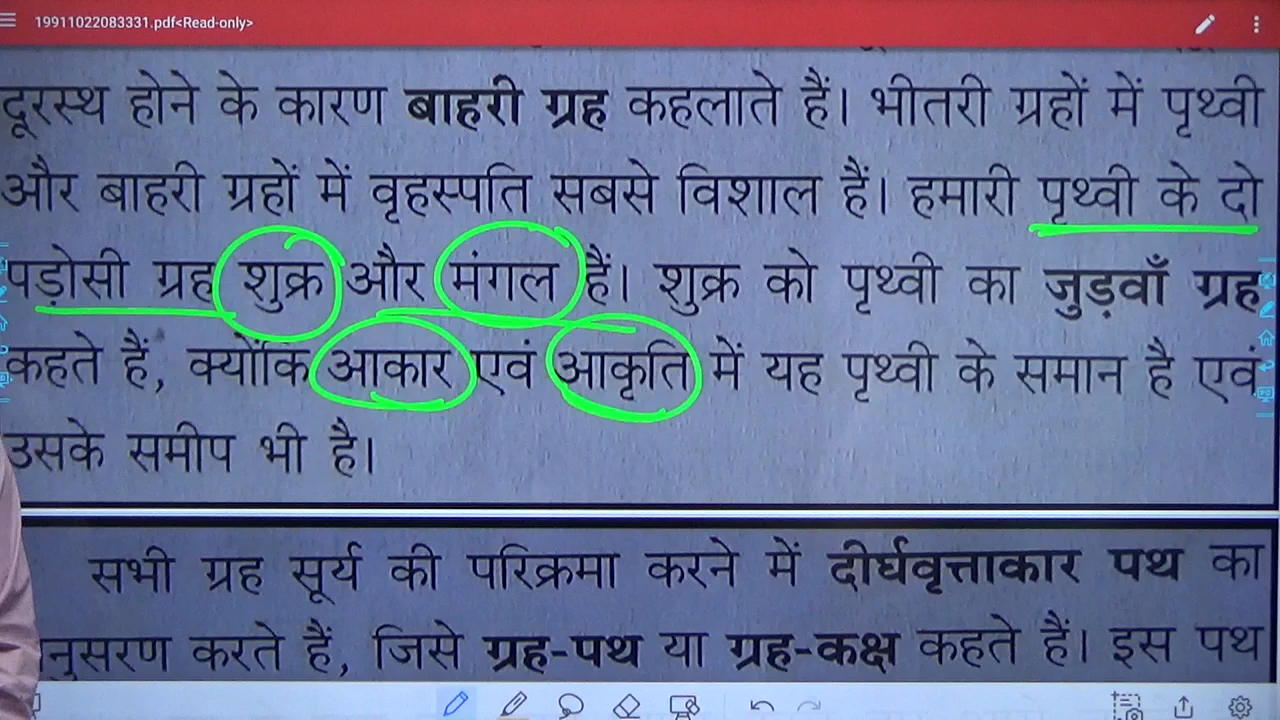 19911022083331.pdf<Read-only>
दूरस्थ होने के कारण बाहरी ग्रह कहलाते हैं। भीतरी ग्रहों में पृथ्वी
और बाहरी ग्रहों में वृहस्पति सबसे विशाल हैं। हमारी पृथ्वी के दो
पड़ोसी ग्रह शुक्र और मंगल हैं। शुक्र को पृथ्वी का जुड़वाँ ग्रह
कहते हैं, क्योंकि आकार एवं आकृति में यह पृथ्वी के समान है एवं
उसके समीप भी है।
सभी ग्रह सूर्य की परिक्रमा करने में दीर्घवृत्ताकार पथ का
नुसरण करते हैं, जिसे ग्रह-पथ या ग्रह-कक्ष कहते हैं। इस पथ